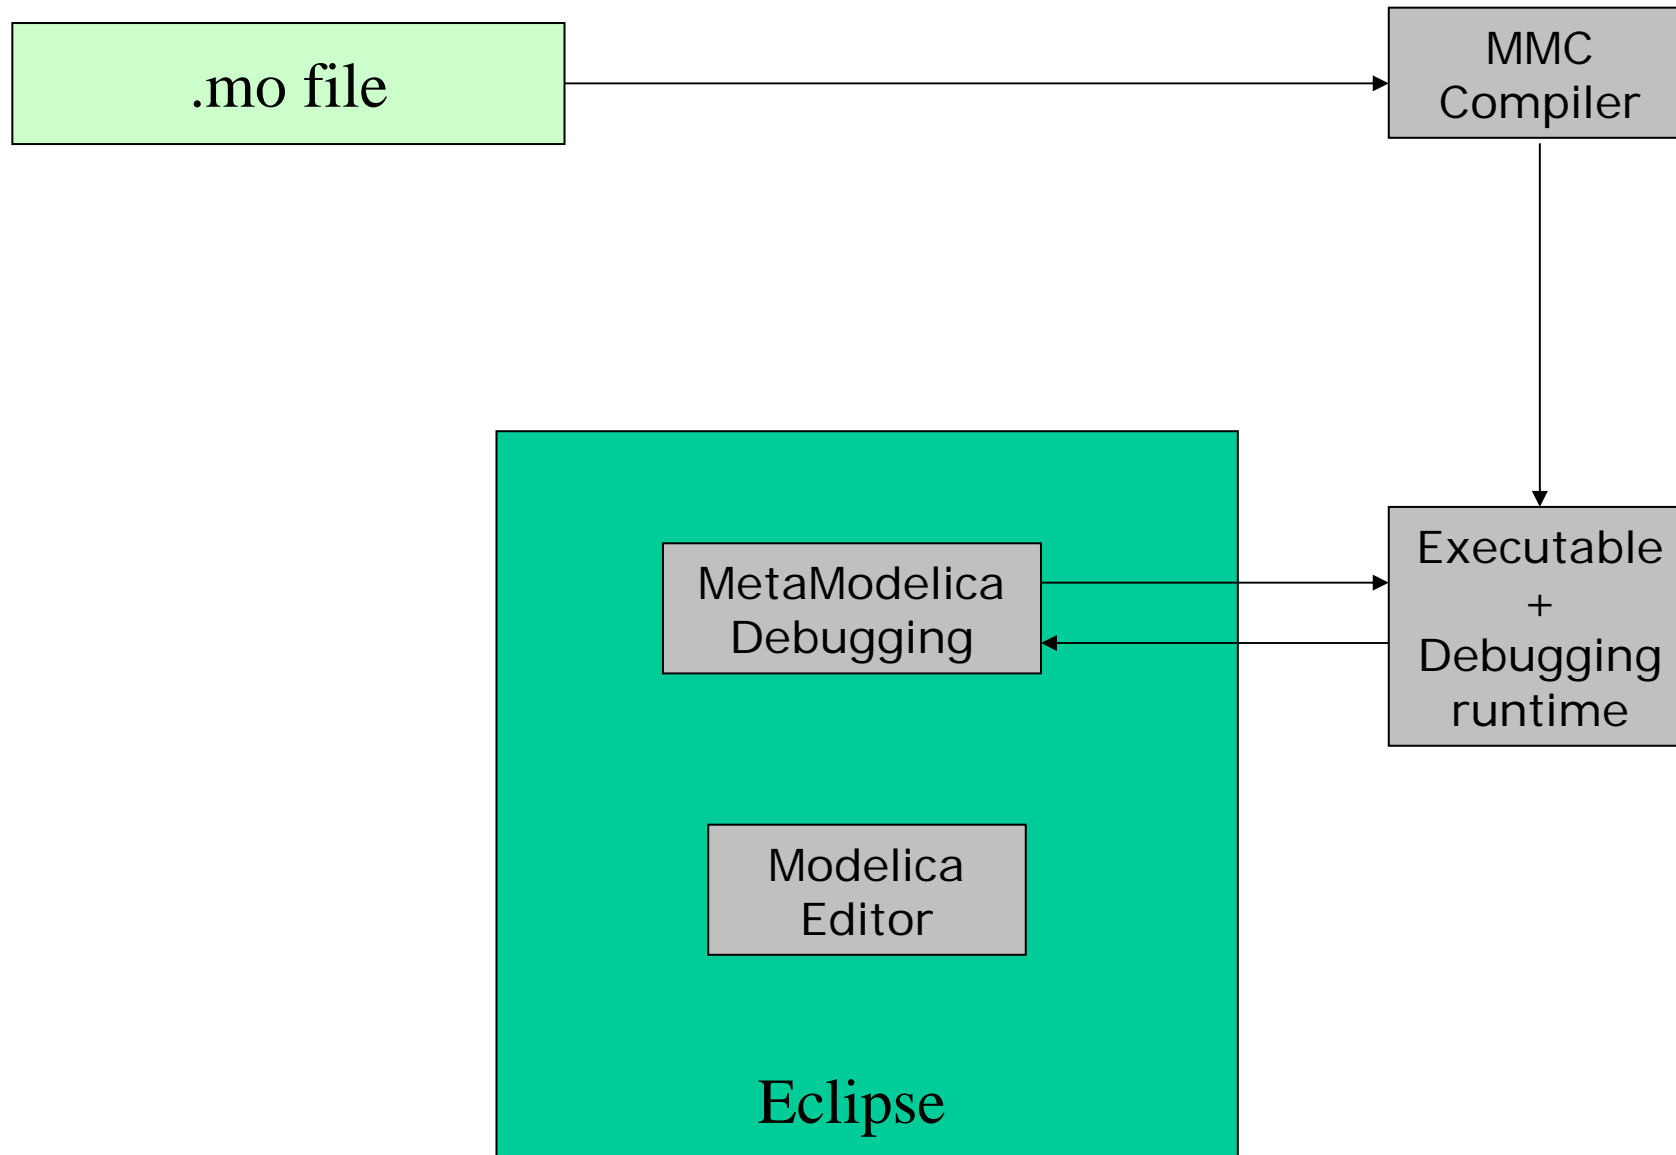 .mo file
MMC
Compiler
MetaModelica
Debugging
Executable
+
Debugging
runtime
Modelica
Editor
Eclipse